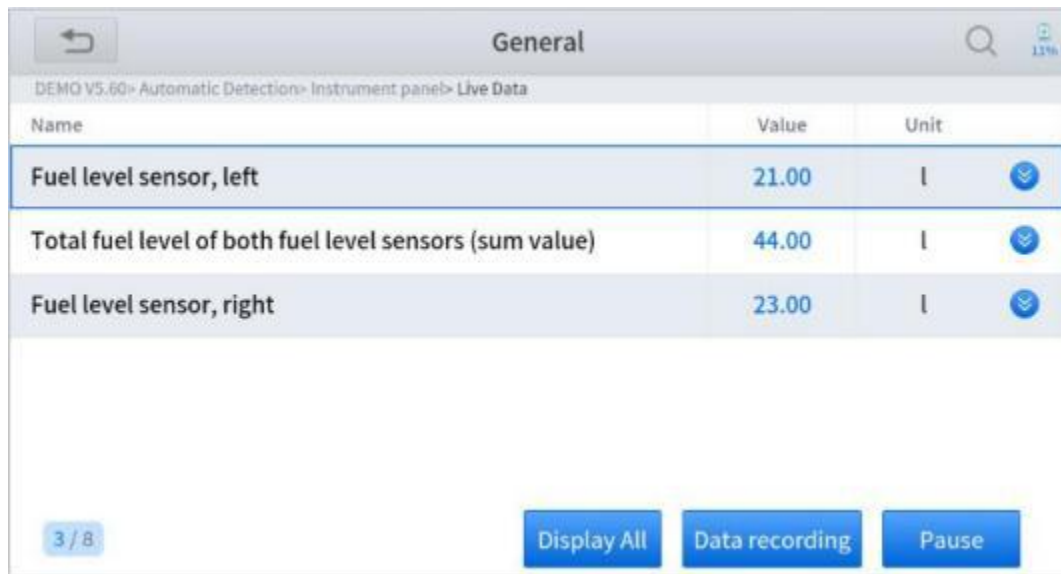 General
11%
DEMO V5.60> Automatic Detection> Instrument panel> Live Data
Name Value Unit
Fuel level sensor, left 21.00 l
Total fuel level of both fuel level sensors (sum value) 44.00 l
Fuel level sensor, right 23.00 l
3 / 8 Display All Data recording Pause